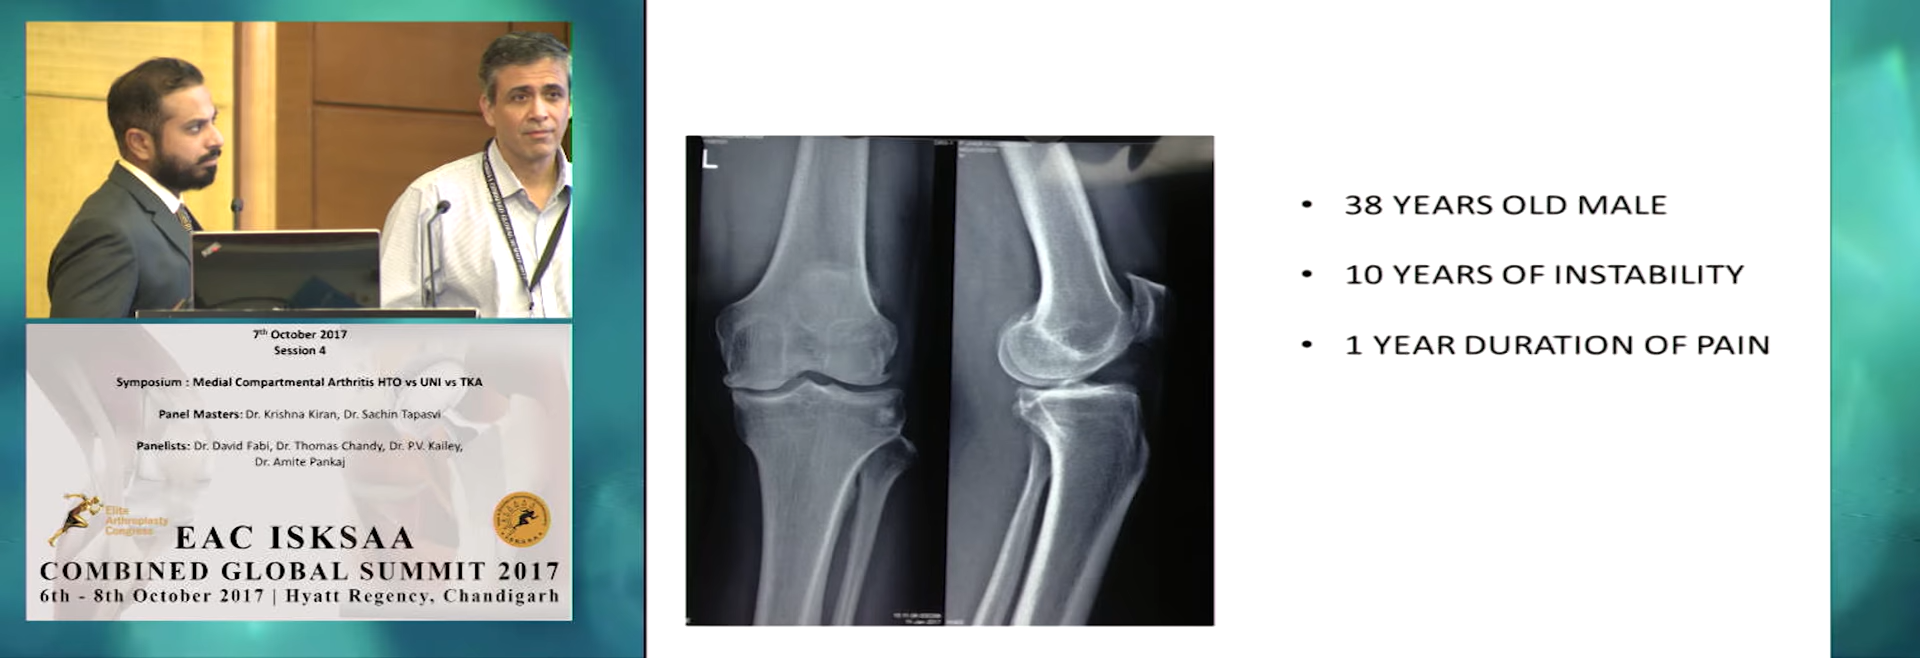 7th October 2017
Session 4
Symposium : Medial Compartmental Arthritis HTO vs UNI vs TKA
Panel Masters: Dr. Krishna Kiran, Dr. Sachin Tapasvi
Panelists: Dr. David Fabi, Dr. Thomas Chandy, Dr. P.V. Kailey,
Dr. Amite Pankaj
Elite
Arthroplasty
Congress
EAC ISKSAA
COMBINED GLOBAL SUMMIT 2017
6th - 8th October 2017 | Hyatt Regency, Chandigarh
L
• 38 YEARS OLD MALE
• 10 YEARS OF INSTABILITY
• 1 YEAR DURATION OF PAIN